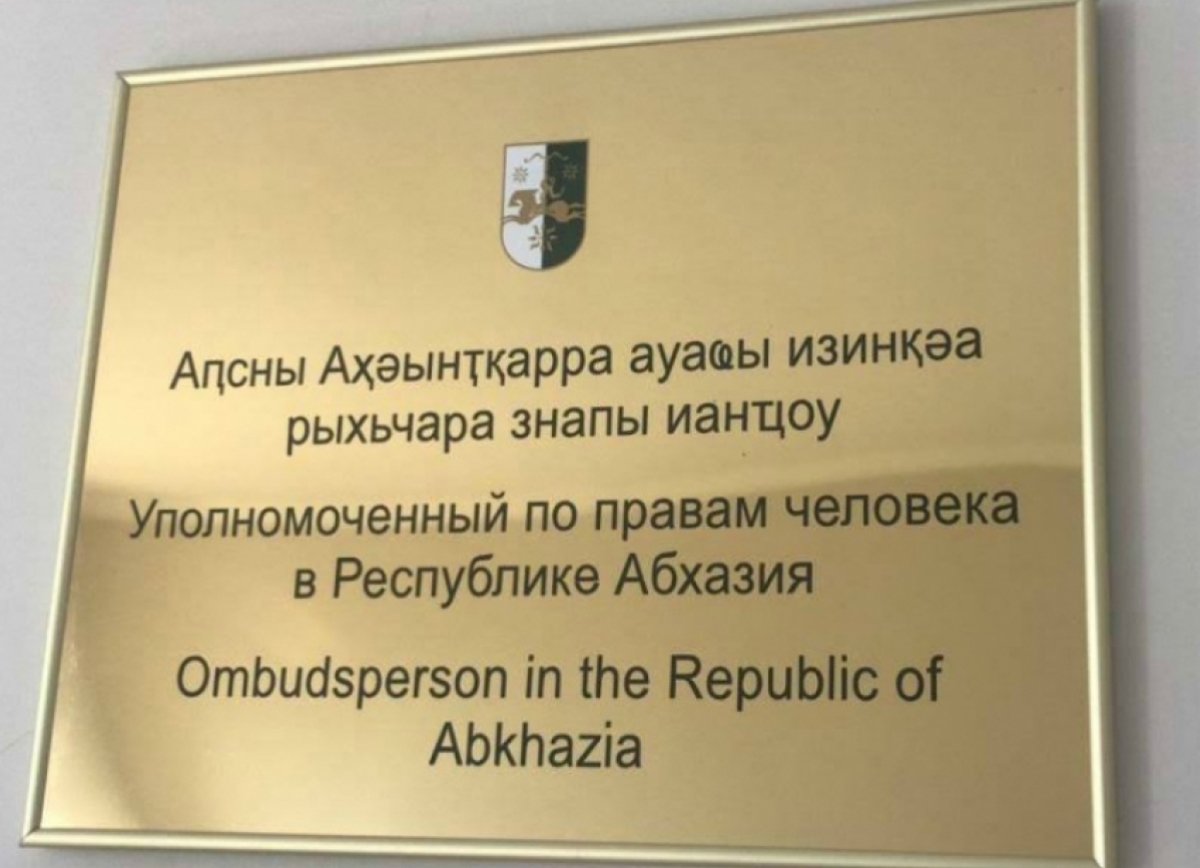 Аԥсны Аҳәынҭқарра ауаҩы изинқәа
рыхьчара знапы ианҵоу
Уполномоченный по правам человека
в Республике Абхазия
Ombudsperson in the Republic of
Abkhazia